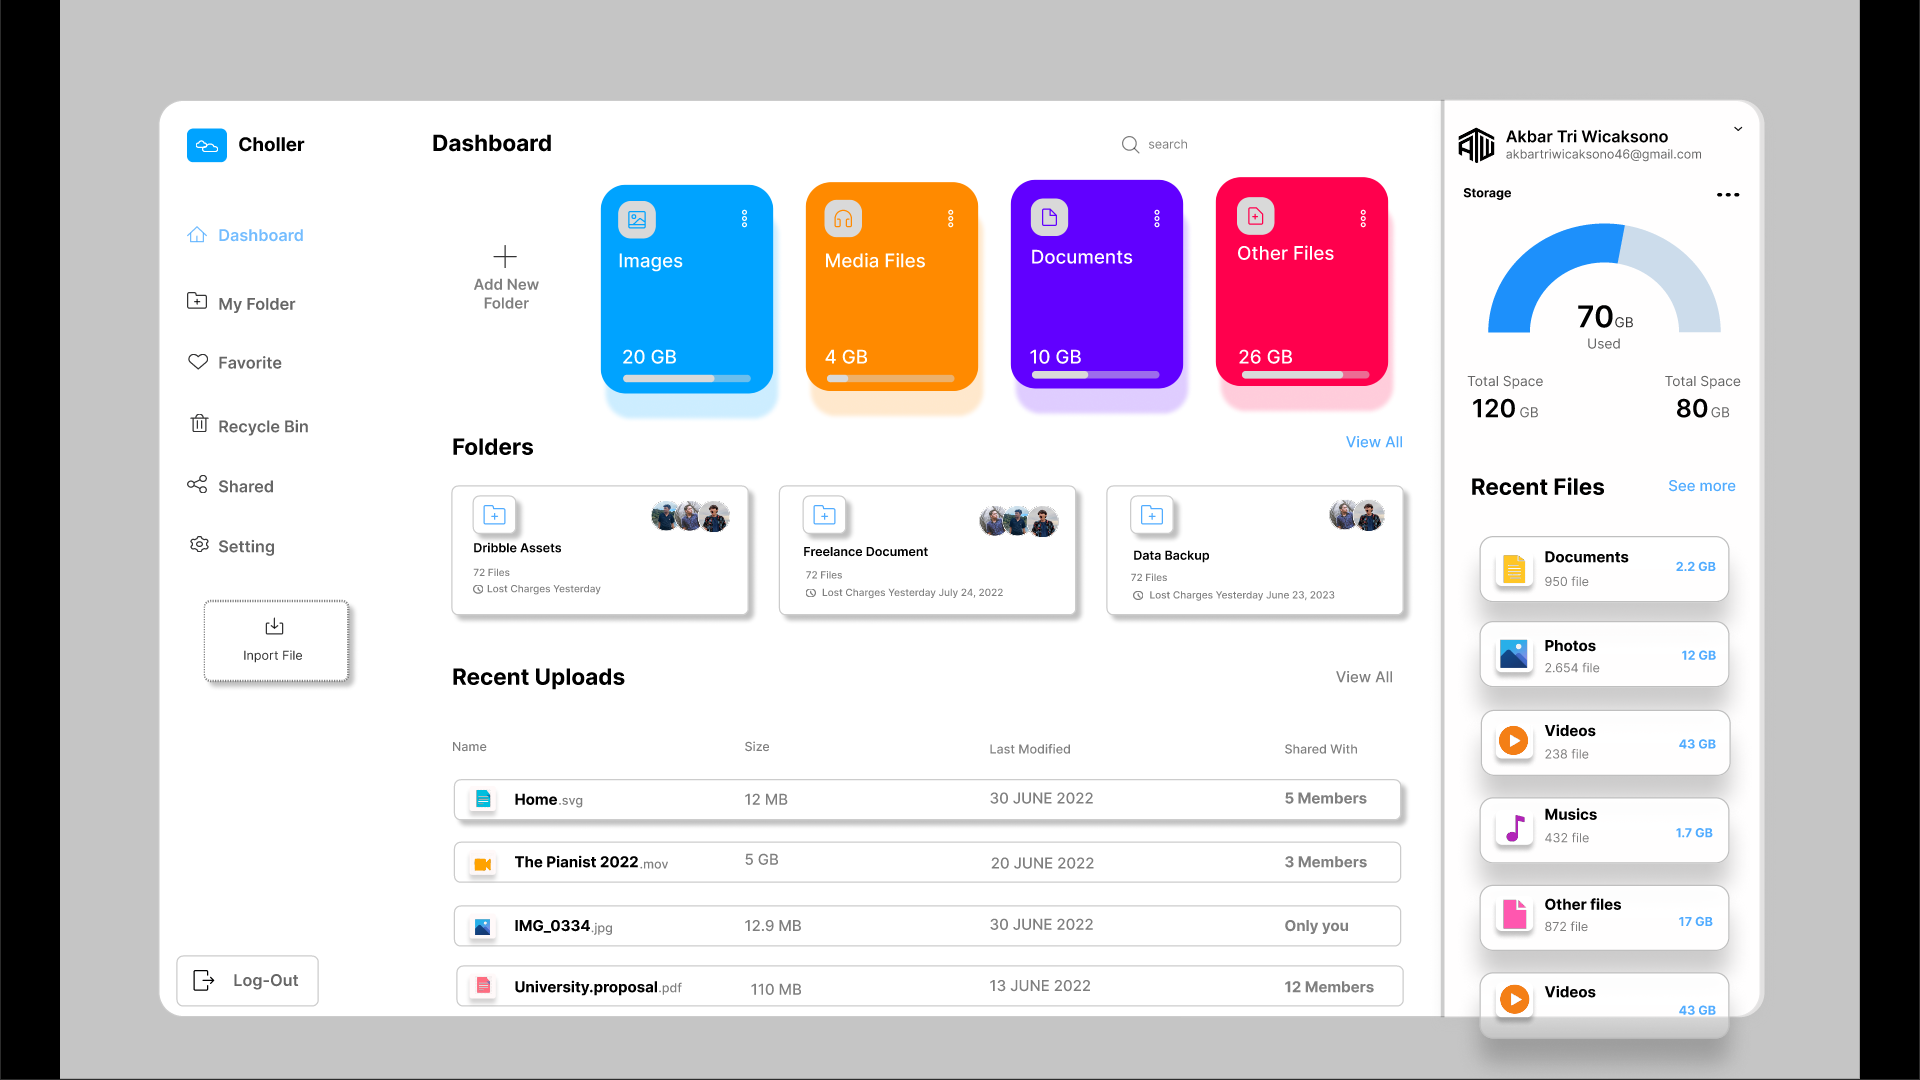 Choller
Dashboard
My Folder
Favorite
Recycle Bin
Shared
Setting
Inport File
Log-Out
Dashboard
search
Add New
Folder
Images
20 GB
Media Files
4 GB
Documents
10 GB
Other Files
26 GB
Folders
View All
Dribble Assets
72 Files
Lost Charges Yesterday
Freelance Document
72 Files
Lost Charges Yesterday July 24, 2022
Data Backup
72 Files
Lost Charges Yesterday June 23, 2023
Recent Uploads
View All
Name Size Last Modified Shared With
Home.svg 12 MB 30 JUNE 2022 5 Members
The Pianist 2022.mov 5 GB 20 JUNE 2022 3 Members
IMG_0334.jpg 12.9 MB 30 JUNE 2022 Only you
University.proposal.pdf 110 MB 13 JUNE 2022 12 Members
ATW
Akbar Tri Wicaksono
akbartriwicaksono46@gmail.com
Storage
70GB
Used
Total Space
120 GB
Total Space
80 GB
Recent Files
See more
Documents
950 file
2.2 GB
Photos
2.654 file
12 GB
Videos
238 file
43 GB
Musics
432 file
1.7 GB
Other files
872 file
17 GB
Videos
43 GB